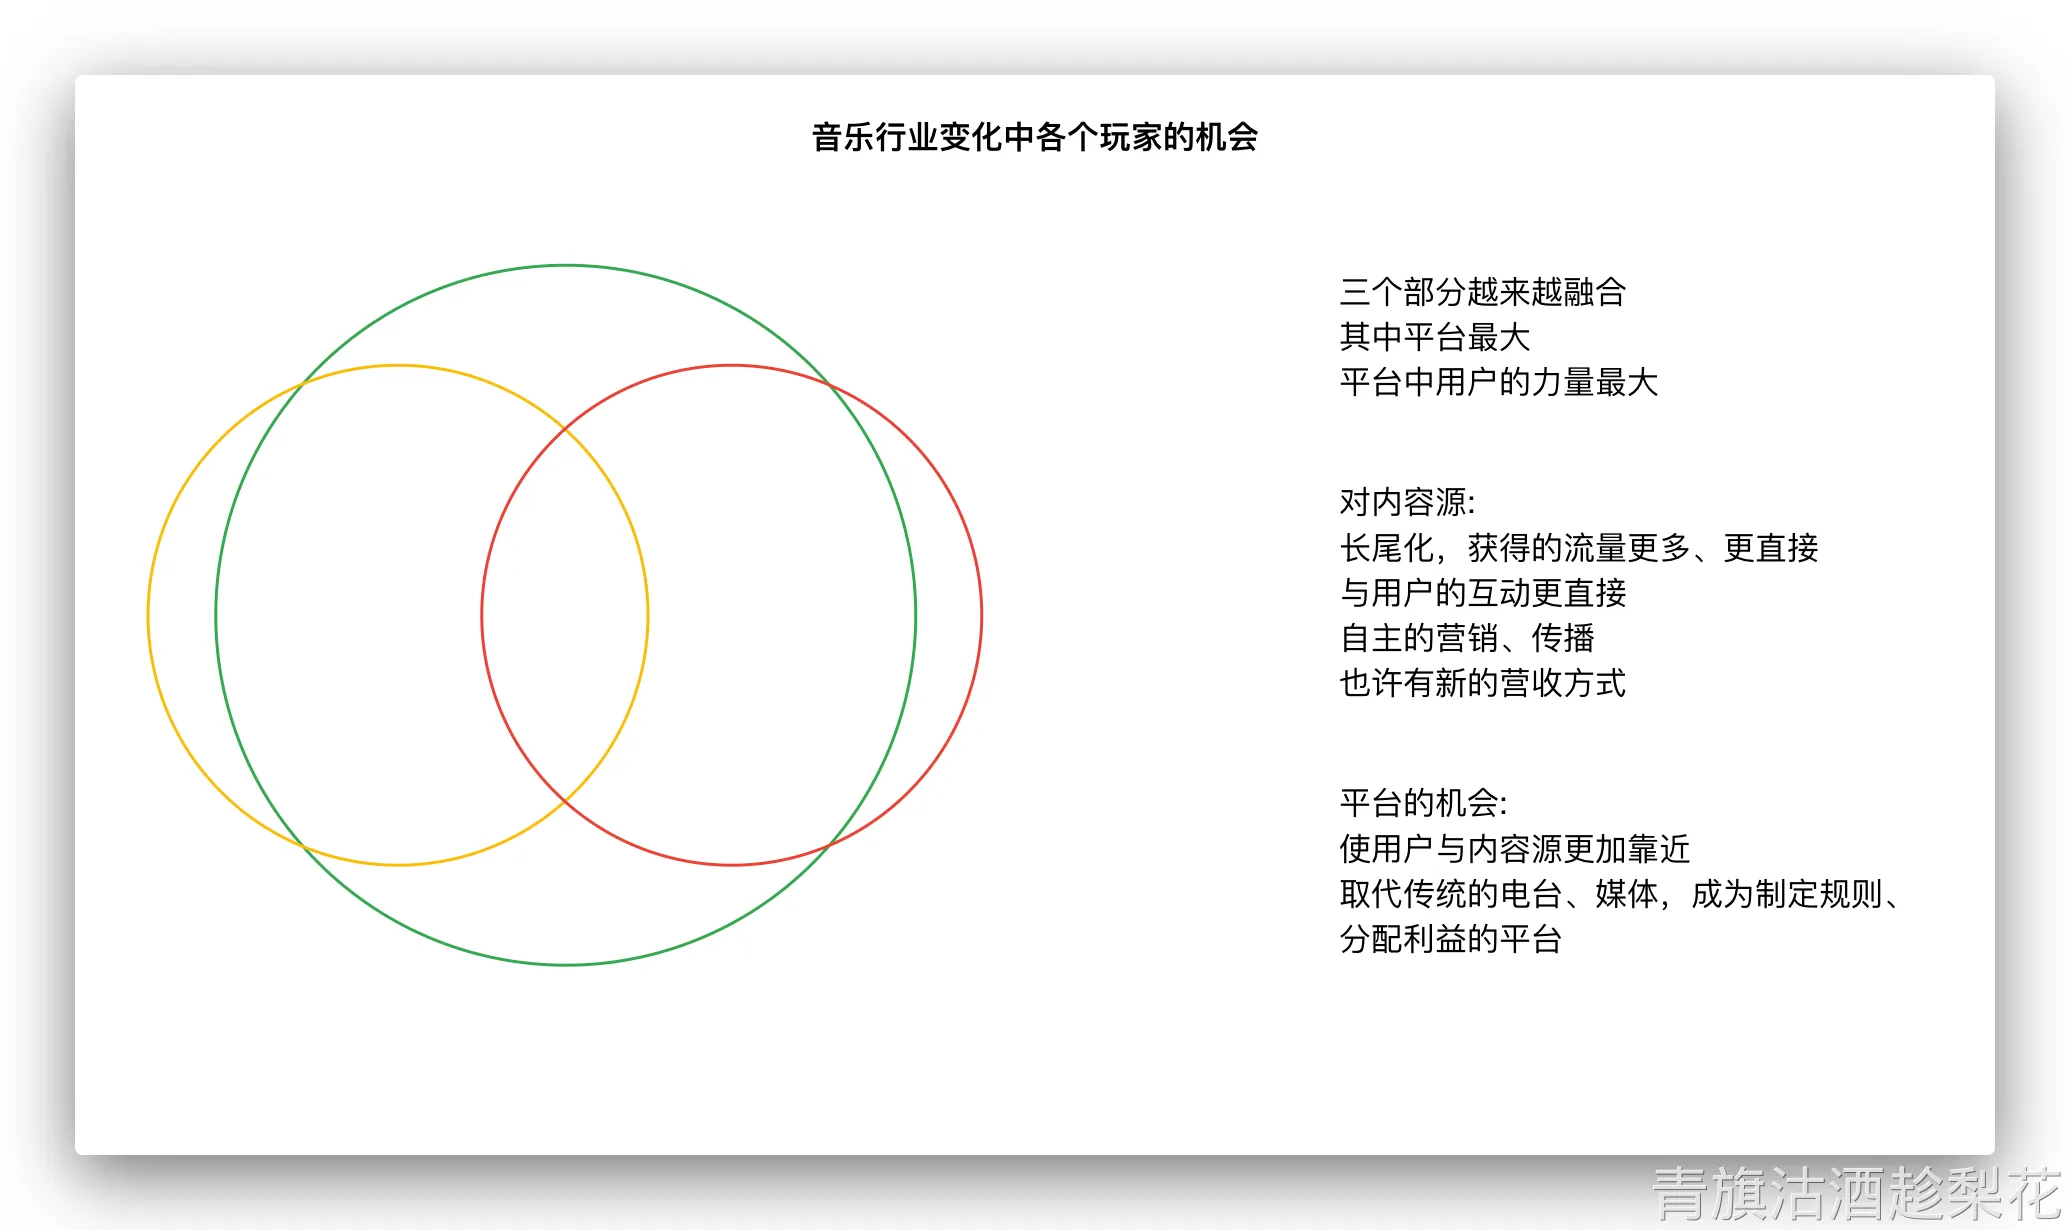 音乐行业变化中各个玩家的机会
三个部分越来越融合
其中平台最大
平台中用户的力量最大
对内容源:
长尾化，获得的流量更多、更直接
与用户的互动更直接
自主的营销、传播
也许有新的营收方式
平台的机会:
使用户与内容源更加靠近
取代传统的电台、媒体，成为制定规则、
分配利益的平台
青旗沽酒趁梨花